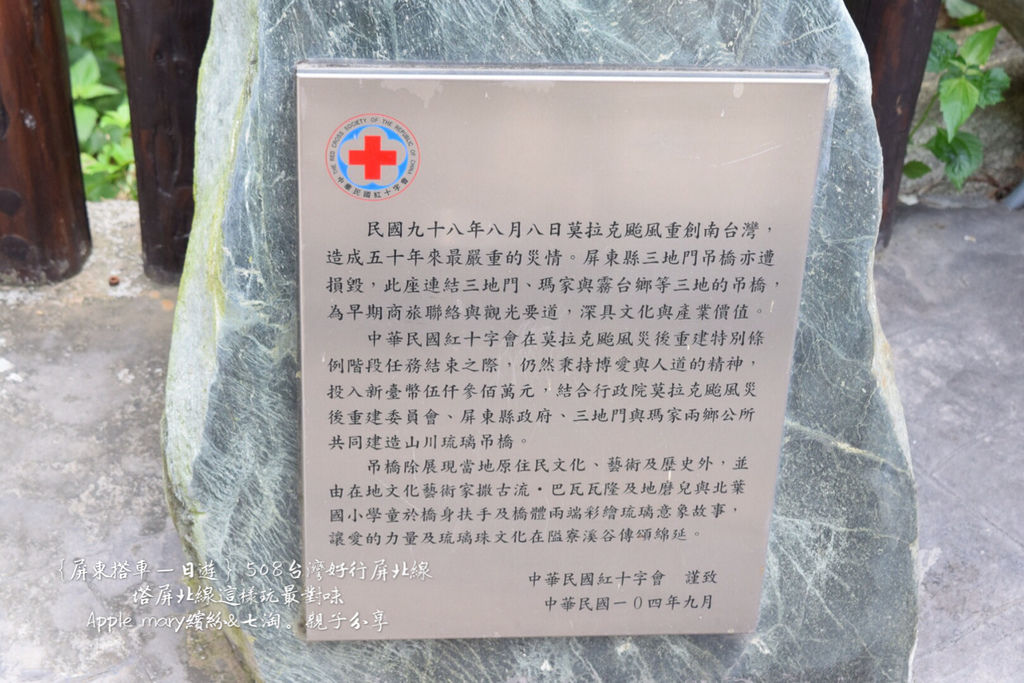 THE RED CROSS SOCIETY OF THE REPUBLIC OF CHINA
中華民國紅十字會
民國九十八年八月八日莫拉克颱風重創南台灣，
造成五十年來最嚴重的災情。屏東縣三地門吊橋亦遭
損毀，此座連結三地門、瑪家與霧台鄉等三地的吊橋，
為早期商旅聯絡與觀光要道，深具文化與產業價值。
中華民國紅十字會在莫拉克颱風災後重建特別條
例階段任務結束之際，仍然秉持博愛與人道的精神，
投入新臺幣伍仟參佰萬元，結合行政院莫拉克颱風災
後重建委員會、屏東縣政府、三地門與瑪家兩鄉公所
共同建造山川琉璃吊橋。
吊橋除展現當地原住民文化、藝術及歷史外，並
由在地文化藝術家撒古流・巴瓦瓦隆及地磨兒與北葉
國小學童於橋身扶手及橋體兩端彩繪琉璃意象故事，
讓愛的力量及琉璃珠文化在隘寮溪谷傳頌綿延。
中華民國紅十字會 謹致
中華民國一０四年九月
{屏東搭車一日遊} 508台灣好行屏北線
塔屏北線這樣玩最對味
Apple mary繽紛&七淘。親子分享